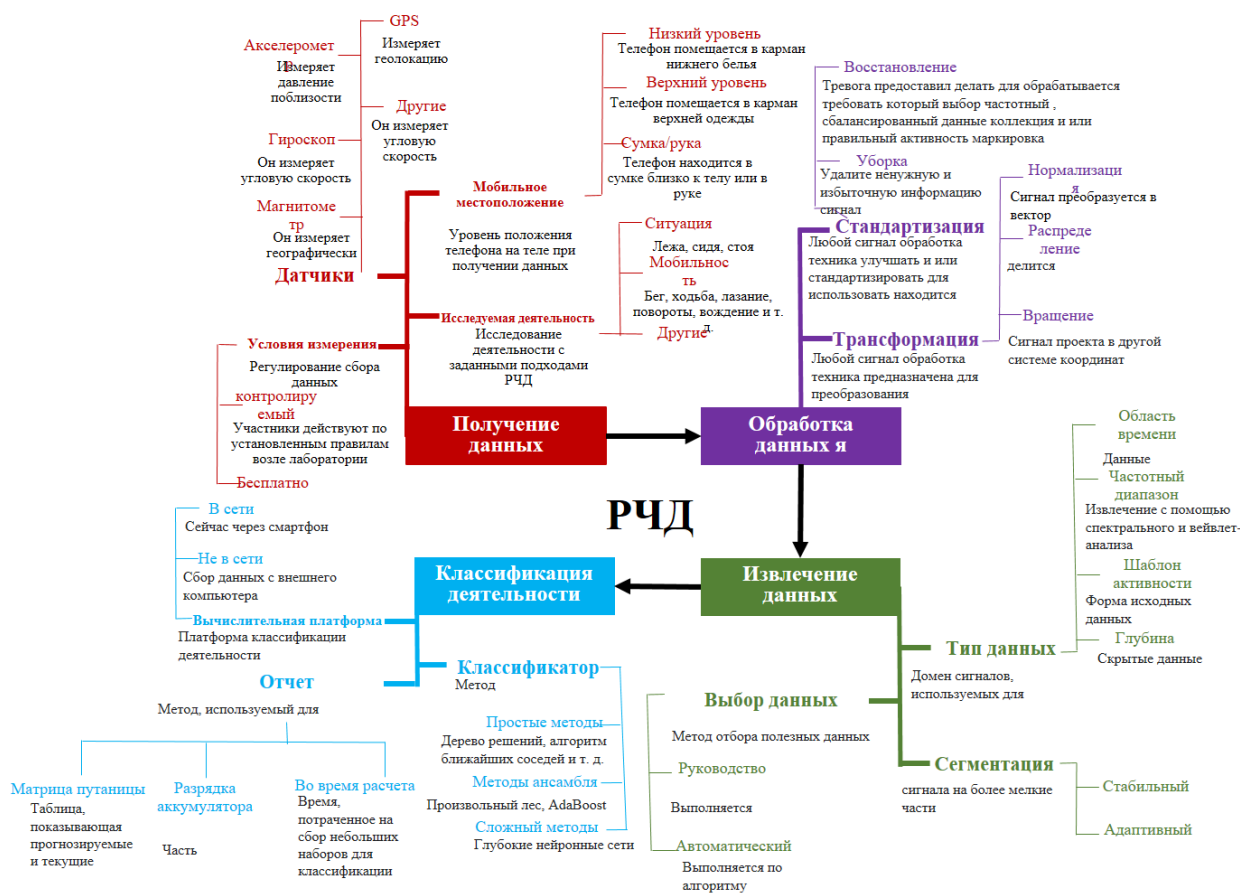 GPS
Измеряет
геолокацию
Акселеромет
р
Измеряет
давление
поблизости
Другие
Он измеряет
угловую
скорость
Гироскоп
Он измеряет
угловую скорость
Магнитоме
тр
Он измеряет
географически
Датчики
Низкий уровень
Телефон помещается в карман
нижнего белья
Верхний уровень
Телефон помещается в карман
верхней одежды
Сумка/рука
Телефон находится в
сумке близко к телу или в
руке
Мобильное
местоположение
Уровень положения
телефона на теле при
получении данных
Ситуация
Лежа, сидя, стоя
Мобильнос
ть
Бег, ходьба, лазание,
повороты, вождение и т.
д.
Другие
Исследуемая деятельность
Исследование
деятельности с
заданными подходами
РЧД
Условия измерения
Регулирование сбора
данных
контролиру
емый
Участники действуют по
установленным правилам
возле лаборатории
Бесплатно
Получение
данных
Восстановление
Тревога предоставил делать для обрабатывается
требовать который выбор частотный ,
сбалансированный данные коллекция и или
правильный активность маркировка
Уборка
Удалите ненужную и
избыточную информацию
сигнал
Стандартизация
Любой сигнал обработка
техника улучшать и или
стандартизировать для
использовать находится
Нормализаци
я
Сигнал преобразуется в
вектор
Распреде
ление
делится
Вращение
Сигнал проекта в другой
системе координат
Трансформация
Любой сигнал обработка
техника предназначена для
преобразования
Обработка
данных я
РЧД
Область
времени
Данные
Частотный
диапазон
Извлечение с помощью
спектрального и вейвлет-
анализа
Шаблон
активности
Форма исходных
данных
Глубина
Скрытые данные
Извлечение
данных
Тип данных
Домен сигналов,
используемых для
Выбор данных
Метод отбора полезных данных
Руководство
Выполняется
Автоматический
Выполняется по
алгоритму
Сегментация
сигнала на более мелкие
части
Стабильный
Адаптивный
Классификация
деятельности
В сети
Сейчас через смартфон
Не в сети
Сбор данных с внешнего
компьютера
Вычислительная платформа
Платформа классификации
деятельности
Классификатор
Метод
Простые методы
Дерево решений, алгоритм
ближайших соседей и т. д.
Методы ансамбля
Произвольный лес, AdaBoost
Сложный методы
Глубокие нейронные сети
Отчет
Метод, используемый для
Матрица путаницы
Таблица,
показывающая
прогнозируемые
и текущие
Разрядка
аккумулятора
Часть
Во время расчета
Время,
потраченное на
сбор небольших
наборов для
классификации